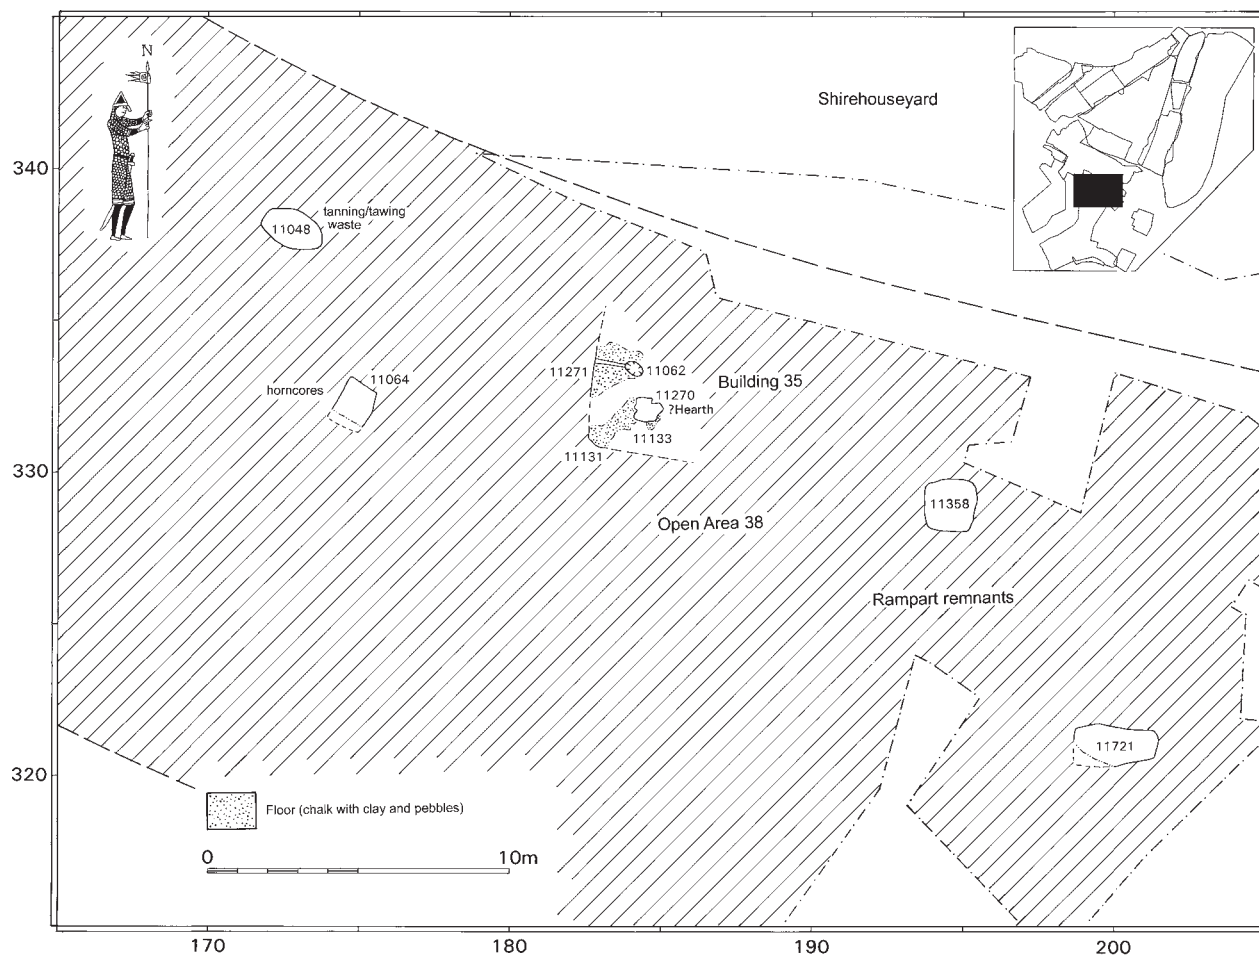 N
Shirehouseyard
340
tanning/tawing
waste
11048
11271
11062
Building 35
horncores
11064
11270
?Hearth
11133
11131
330
11358
Open Area 38
Rampart remnants
11721
320
Floor (chalk with clay and pebbles)
0
10m
170
180
190
200